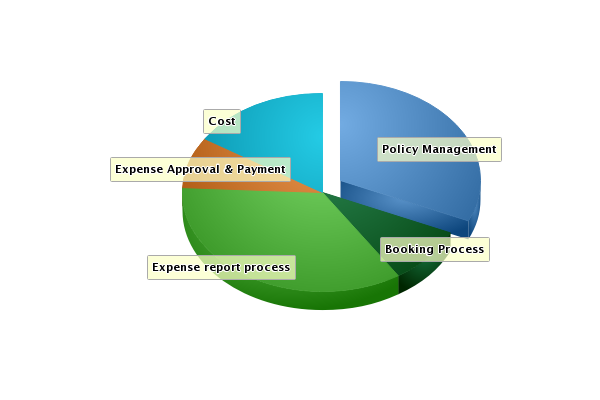 Cost
Policy Management
Expense Approval & Payment
Booking Process
Expense report process